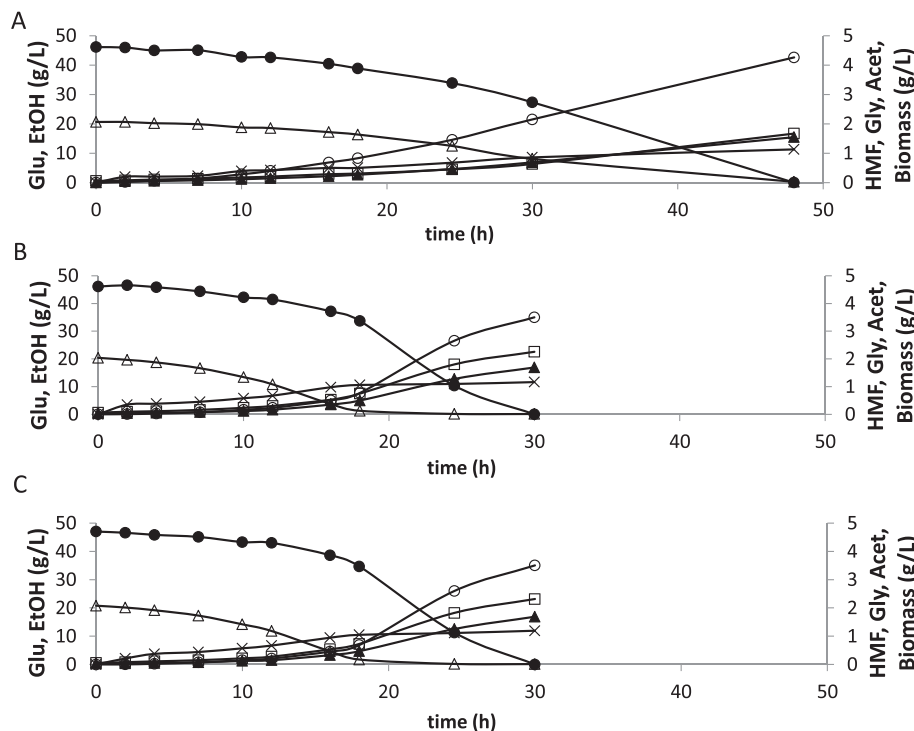 A
50 40 30 20 10 0
Glu, EtOH (g/L)
5 4 3 2 1 0
HMF, Gly, Acet,
Biomass (g/L)
0 10 20 30 40 50
time (h)
B
50 40 30 20 10 0
Glu, EtOH (g/L)
5 4 3 2 1 0
HMF, Gly, Acet,
Biomass (g/L)
0 10 20 30 40 50
time (h)
C
50 40 30 20 10 0
Glu, EtOH (g/L)
5 4 3 2 1 0
HMF, Gly, Acet,
Biomass (g/L)
0 10 20 30 40 50
time (h)